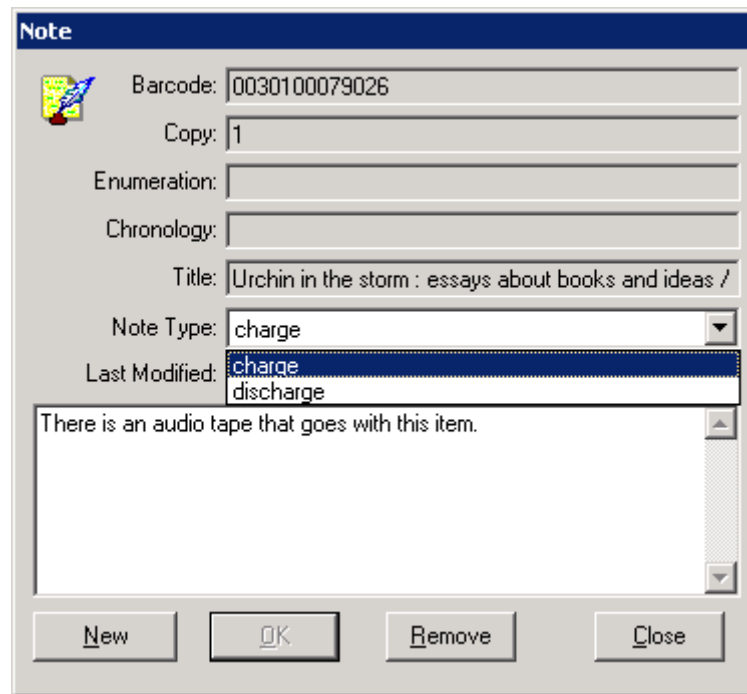 Note
Barcode: 0030100079026
Copy: 1
Enumeration:
Chronology:
Title: Urchin in the storm : essays about books and ideas /
Note Type: charge
Last Modified: charge
discharge
There is an audio tape that goes with this item.
New OK Remove Close